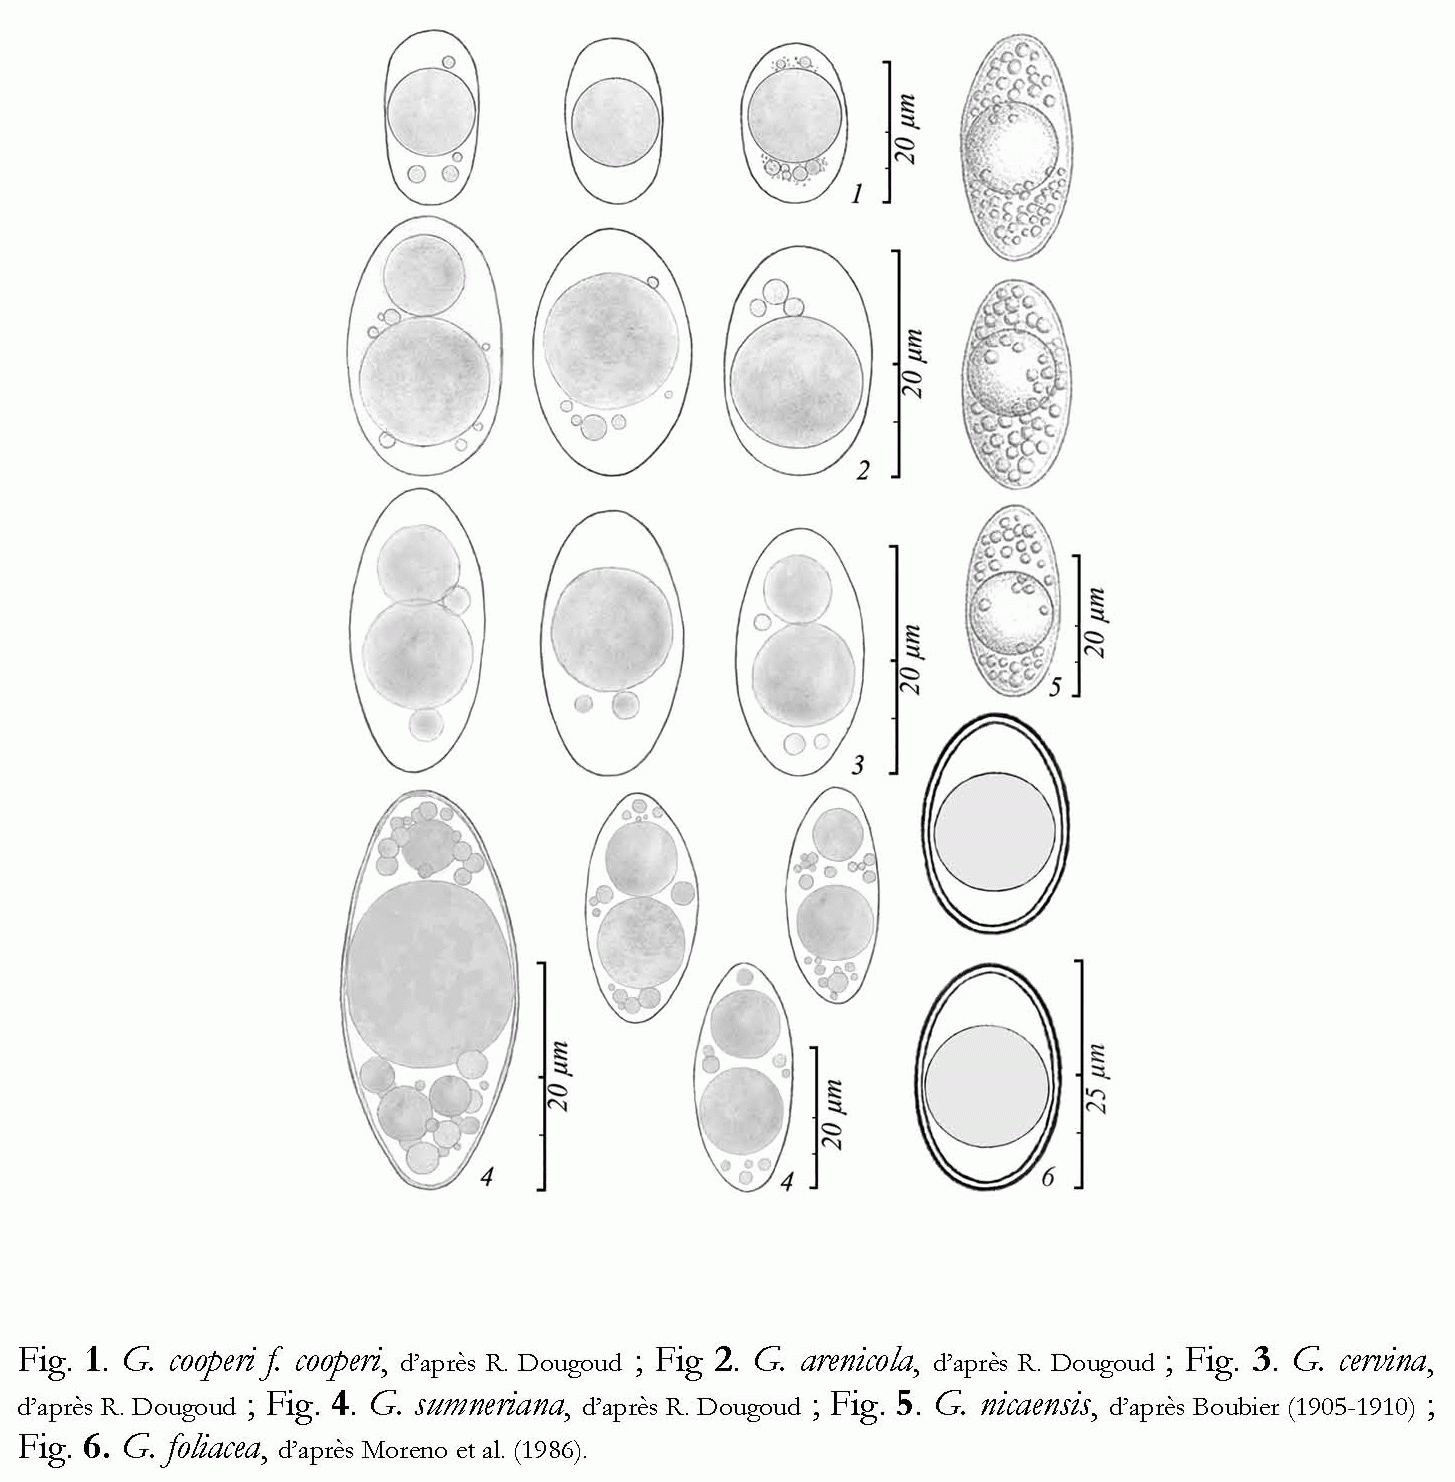 20 µm
1
20 µm
2
20 µm
3
20 µm
5
20 µm
4
20 µm
4
25 µm
6
Fig. 1. G. cooperi f. cooperi, d'après R. Dougoud ; Fig 2. G. arenicola, d'après R. Dougoud ; Fig. 3. G. cervina,
d'après R. Dougoud ; Fig. 4. G. sumneriana, d'après R. Dougoud ; Fig. 5. G. nicaensis, d'après Boubier (1905-1910) ;
Fig. 6. G. foliacea, d'après Moreno et al. (1986).